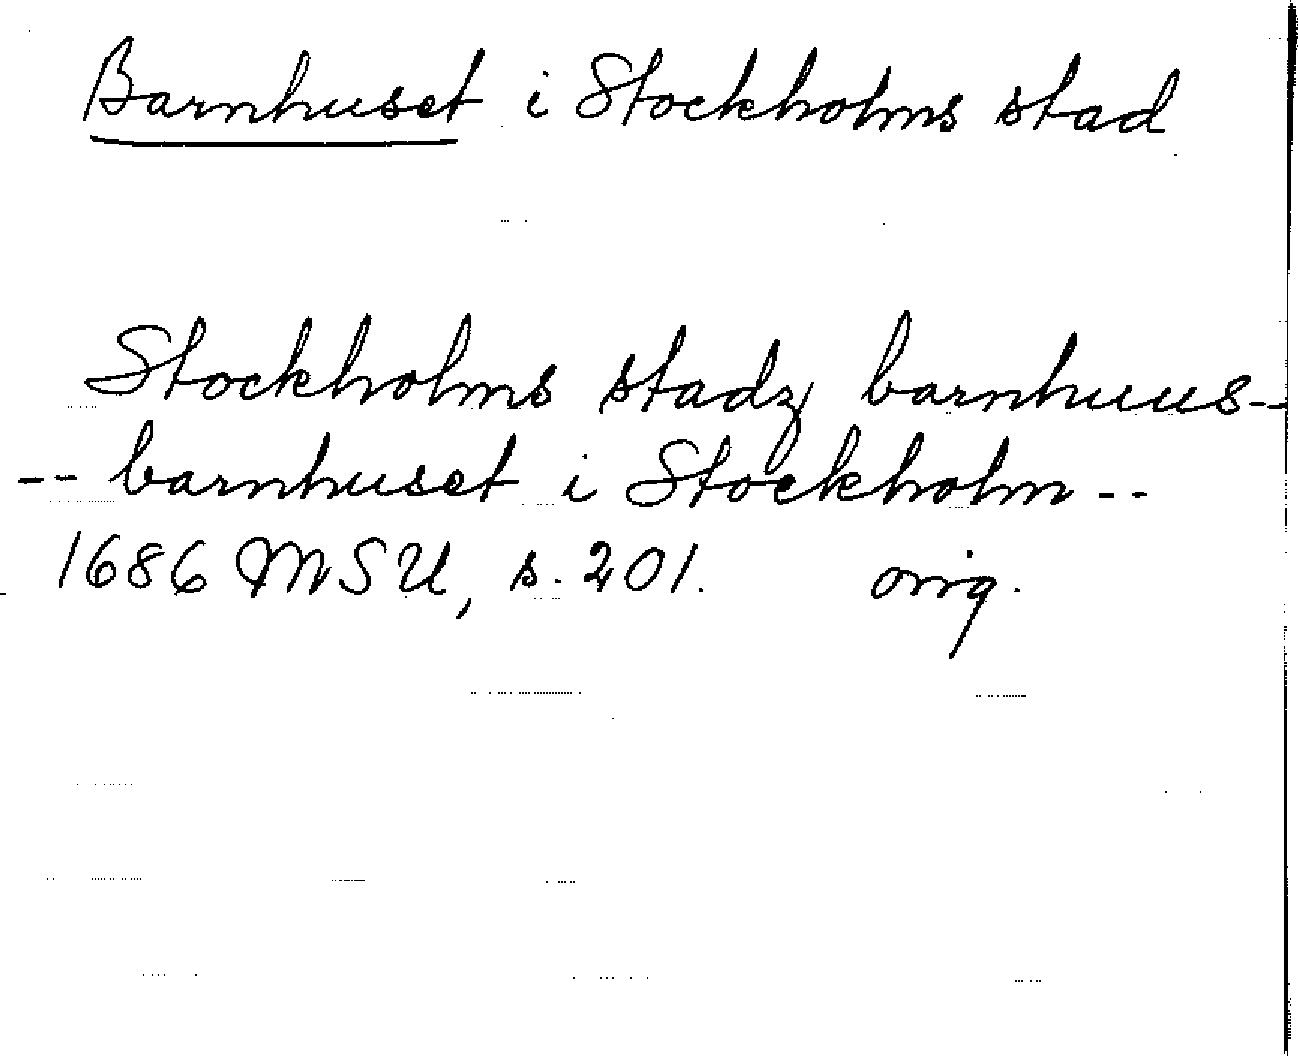 Barnhuset i Stockholms stad
Stockholms stadz barnhuus--
-- barnhuset i Stockholm --
1686 MSU, s. 201. orig.